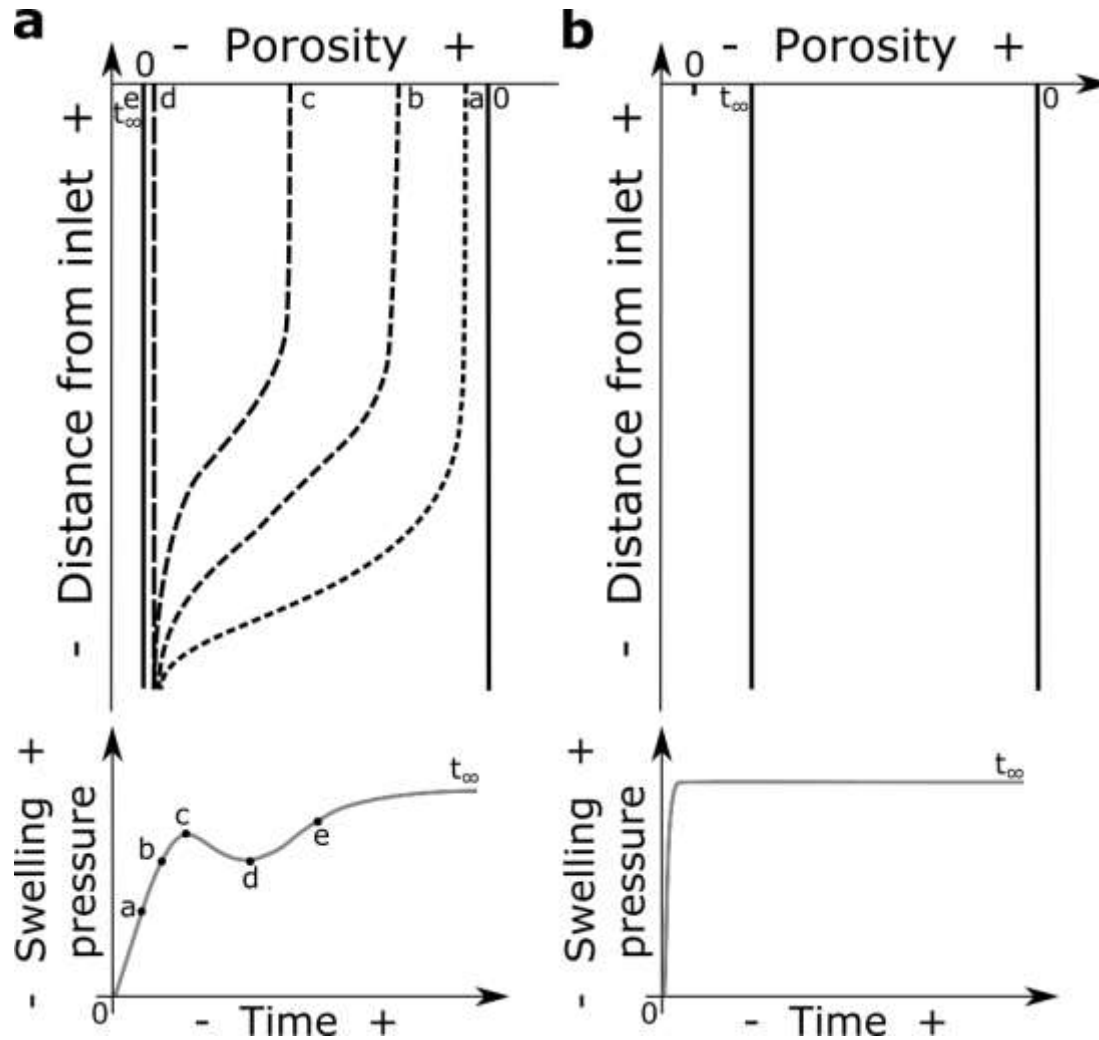 a
- Porosity +
0
e d c b a 0
t∞
- Distance from inlet +
- Swelling +
pressure
a
b
c
d
e
t∞
0
- Time +
b
- Porosity +
0
t∞
0
- Distance from inlet +
- Swelling +
pressure
t∞
0
- Time +